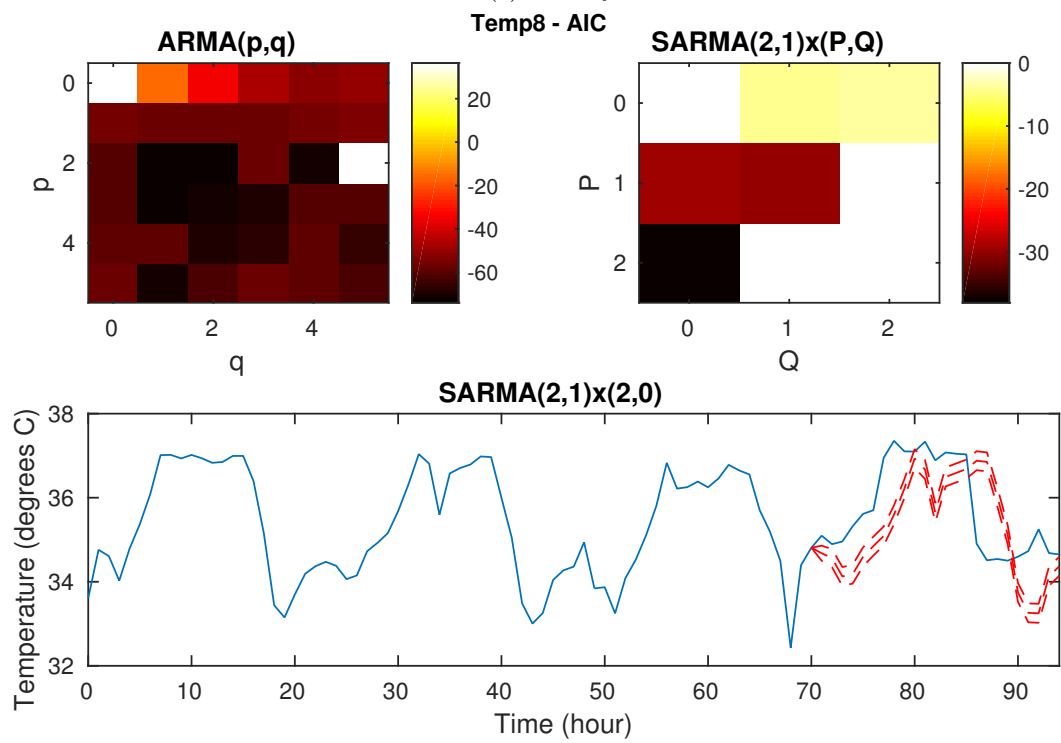 Temp8 - AIC
ARMA(p,q)
SARMA(2,1)x(P,Q)
0
2
4
p
0 2 4
q
20
0
-20
-40
-60
0
1
2
P
0 1 2
Q
0
-10
-20
-30
SARMA(2,1)x(2,0)
38
36
34
32
Temperature (degrees C)
0 10 20 30 40 50 60 70 80 90
Time (hour)